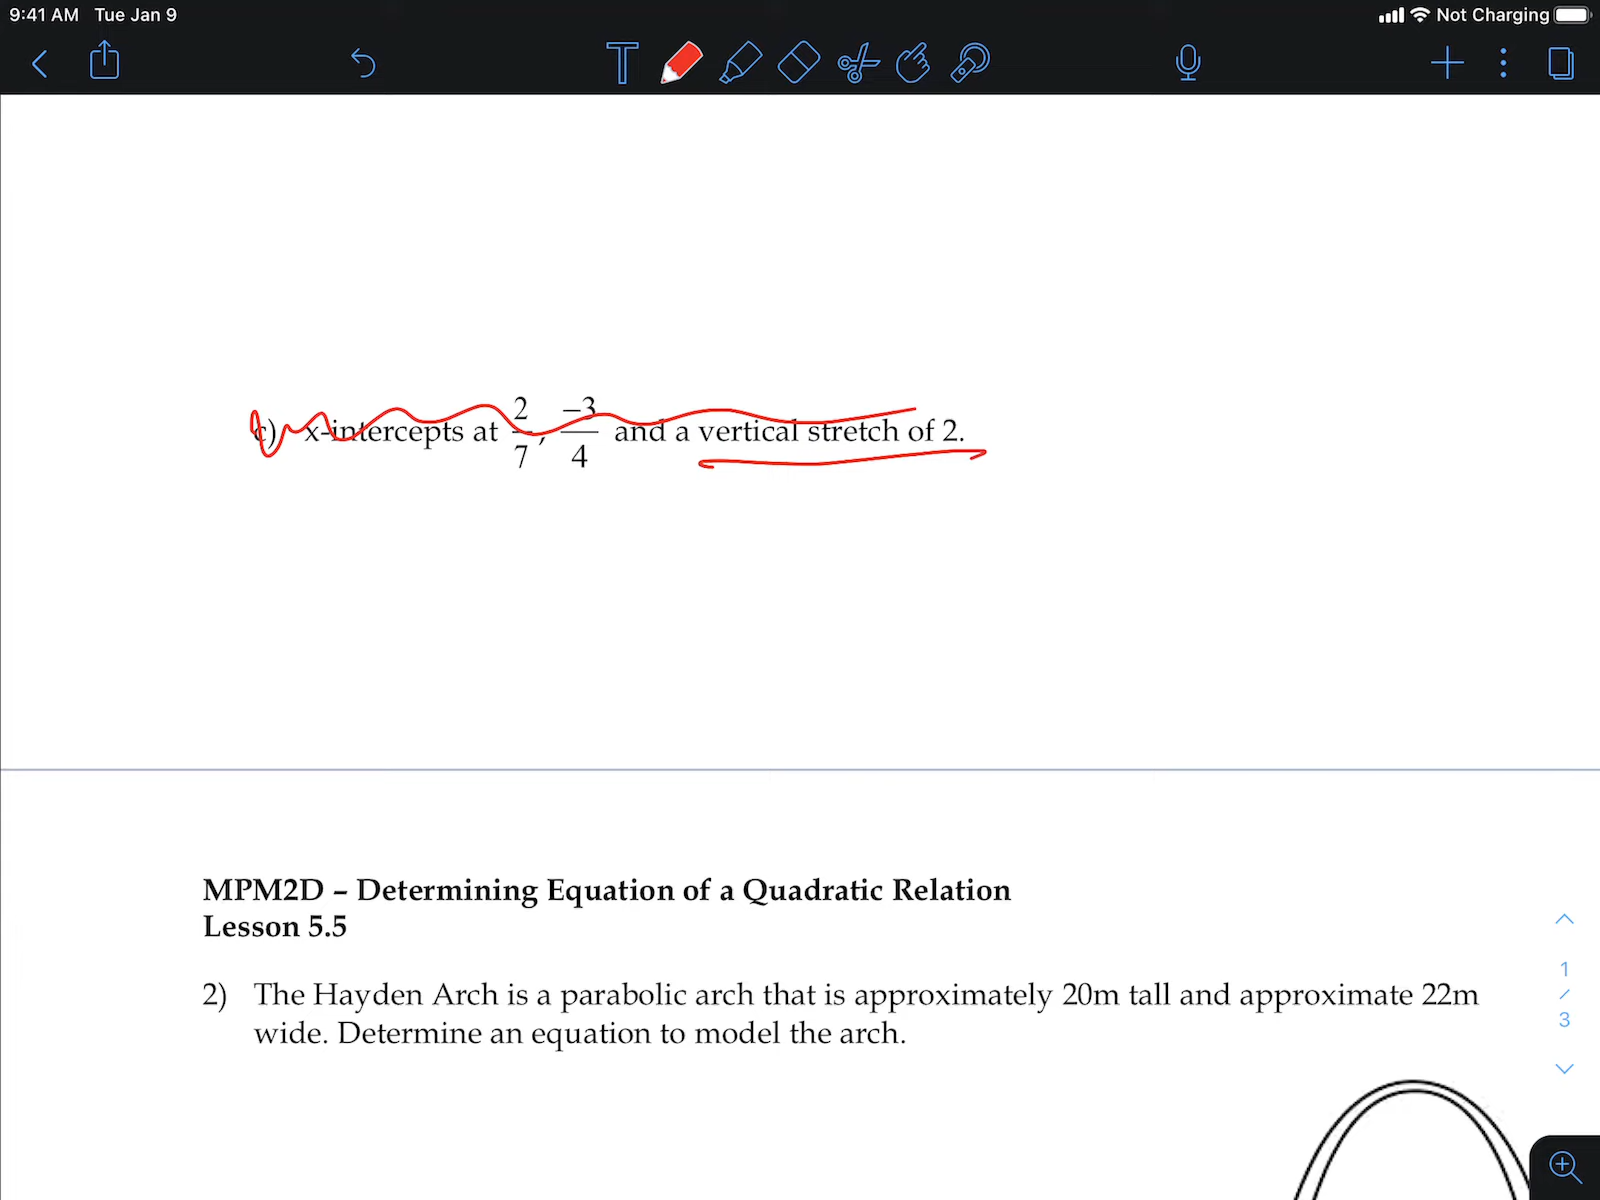 9:41 AM Tue Jan 9
Not Charging
T
c) x-intercepts at 2/7, −3/4 and a vertical stretch of 2.
MPM2D – Determining Equation of a Quadratic Relation
Lesson 5.5
2) The Hayden Arch is a parabolic arch that is approximately 20m tall and approximate 22m
wide. Determine an equation to model the arch.
1
/
3